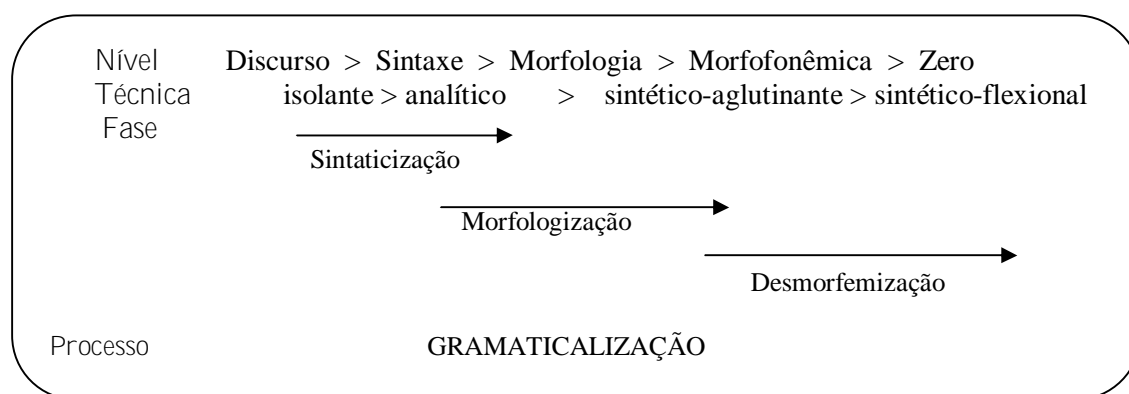 Nível Discurso > Sintaxe > Morfologia > Morfofonêmica > Zero
Técnica isolante > analítico > sintético-aglutinante > sintético-flexional
Fase
Sintaticização
Morfologização
Desmorfemização
Processo GRAMATICALIZAÇÃO